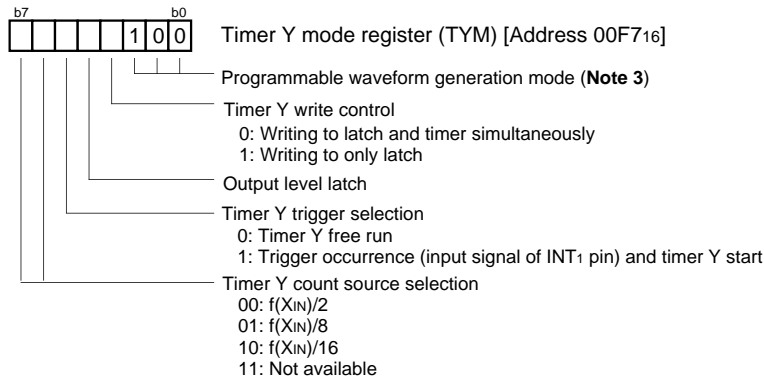 b7 b0
1 0 0 Timer Y mode register (TYM) [Address 00F716]
Programmable waveform generation mode (Note 3)
Timer Y write control
0: Writing to latch and timer simultaneously
1: Writing to only latch
Output level latch
Timer Y trigger selection
0: Timer Y free run
1: Trigger occurrence (input signal of INT1 pin) and timer Y start
Timer Y count source selection
00: f(XIN)/2
01: f(XIN)/8
10: f(XIN)/16
11: Not available